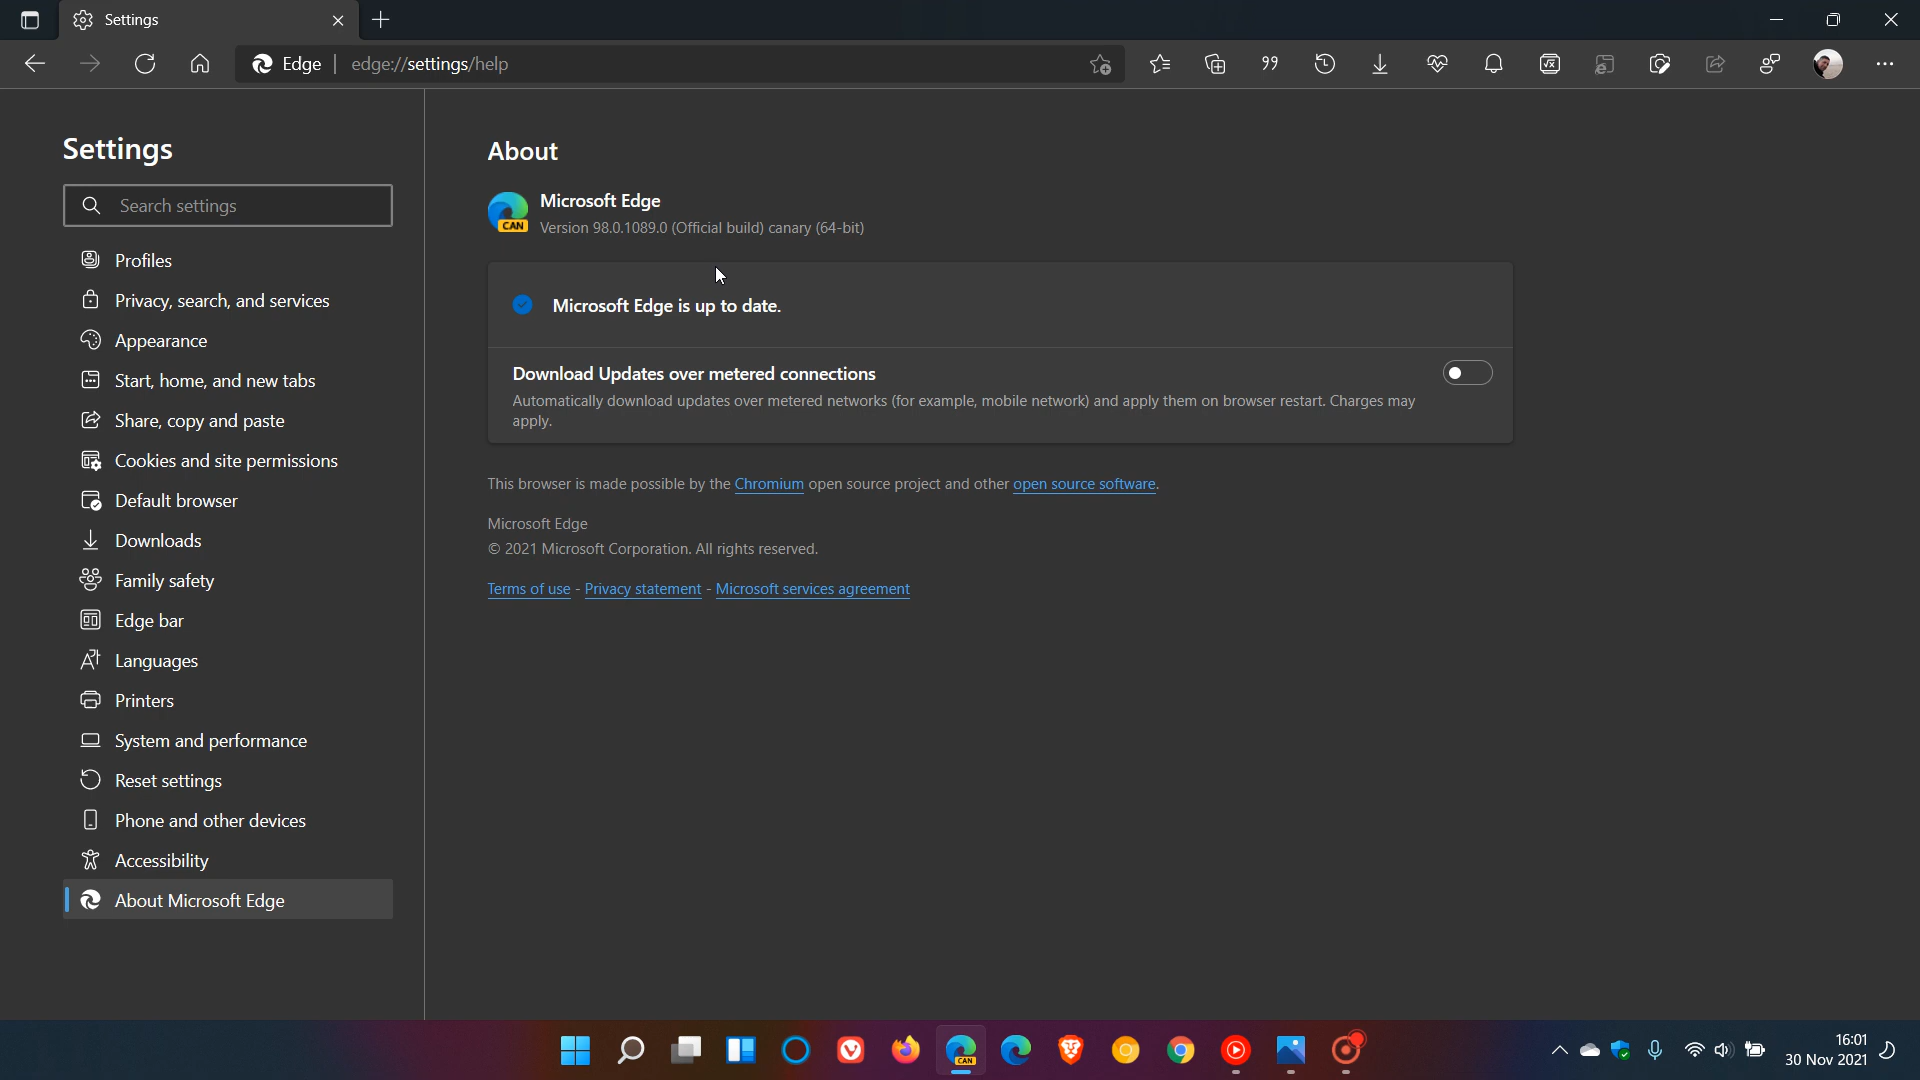 Settings
Edge
edge://settings/help
Settings
Search settings
Profiles
Privacy, search, and services
Appearance
Start, home, and new tabs
Share, copy and paste
Cookies and site permissions
Default browser
Downloads
Family safety
Edge bar
Languages
Printers
System and performance
Reset settings
Phone and other devices
Accessibility
About Microsoft Edge
About
CAN
Microsoft Edge
Version 98.0.1089.0 (Official build) canary (64-bit)
Microsoft Edge is up to date.
Download Updates over metered connections
Automatically download updates over metered networks (for example, mobile network) and apply them on browser restart. Charges may
apply.
This browser is made possible by the Chromium open source project and other open source software.
Microsoft Edge
© 2021 Microsoft Corporation. All rights reserved.
Terms of use - Privacy statement - Microsoft services agreement
CAN
16:01
30 Nov 2021